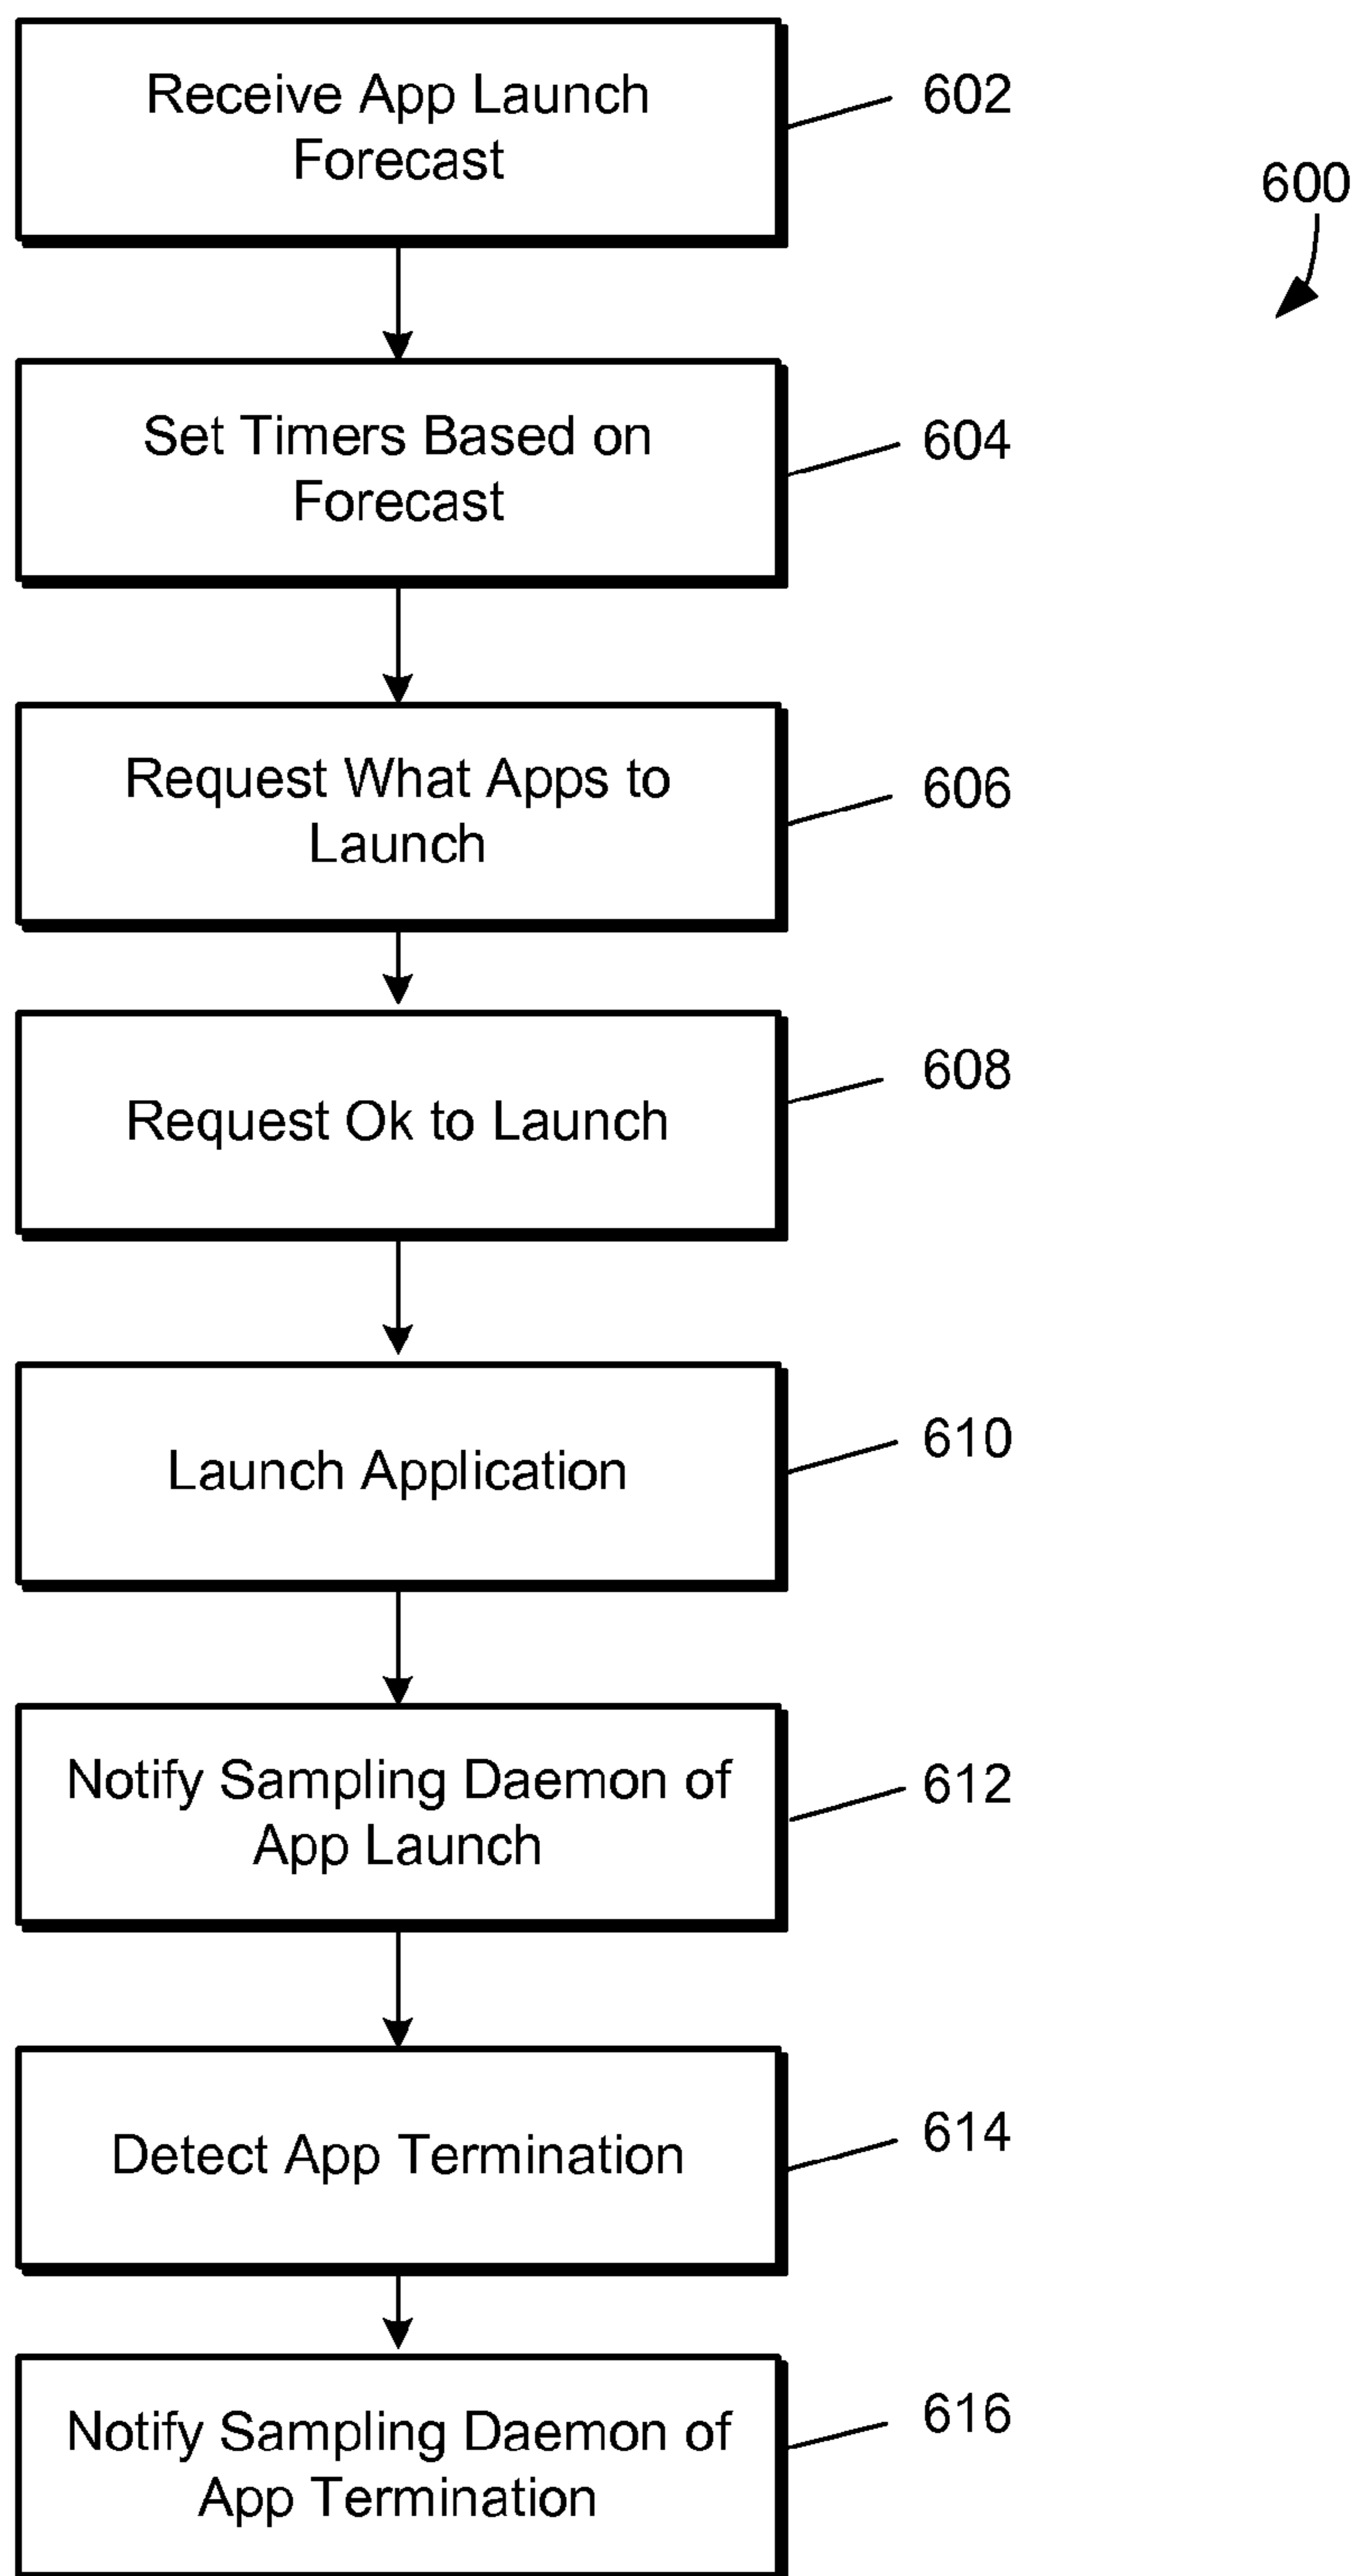 Receive App Launch
Forecast
602
600
Set Timers Based on
Forecast
604
Request What Apps to
Launch
606
Request Ok to Launch
608
Launch Application
610
Notify Sampling Daemon of
App Launch
612
Detect App Termination
614
Notify Sampling Daemon of
App Termination
616